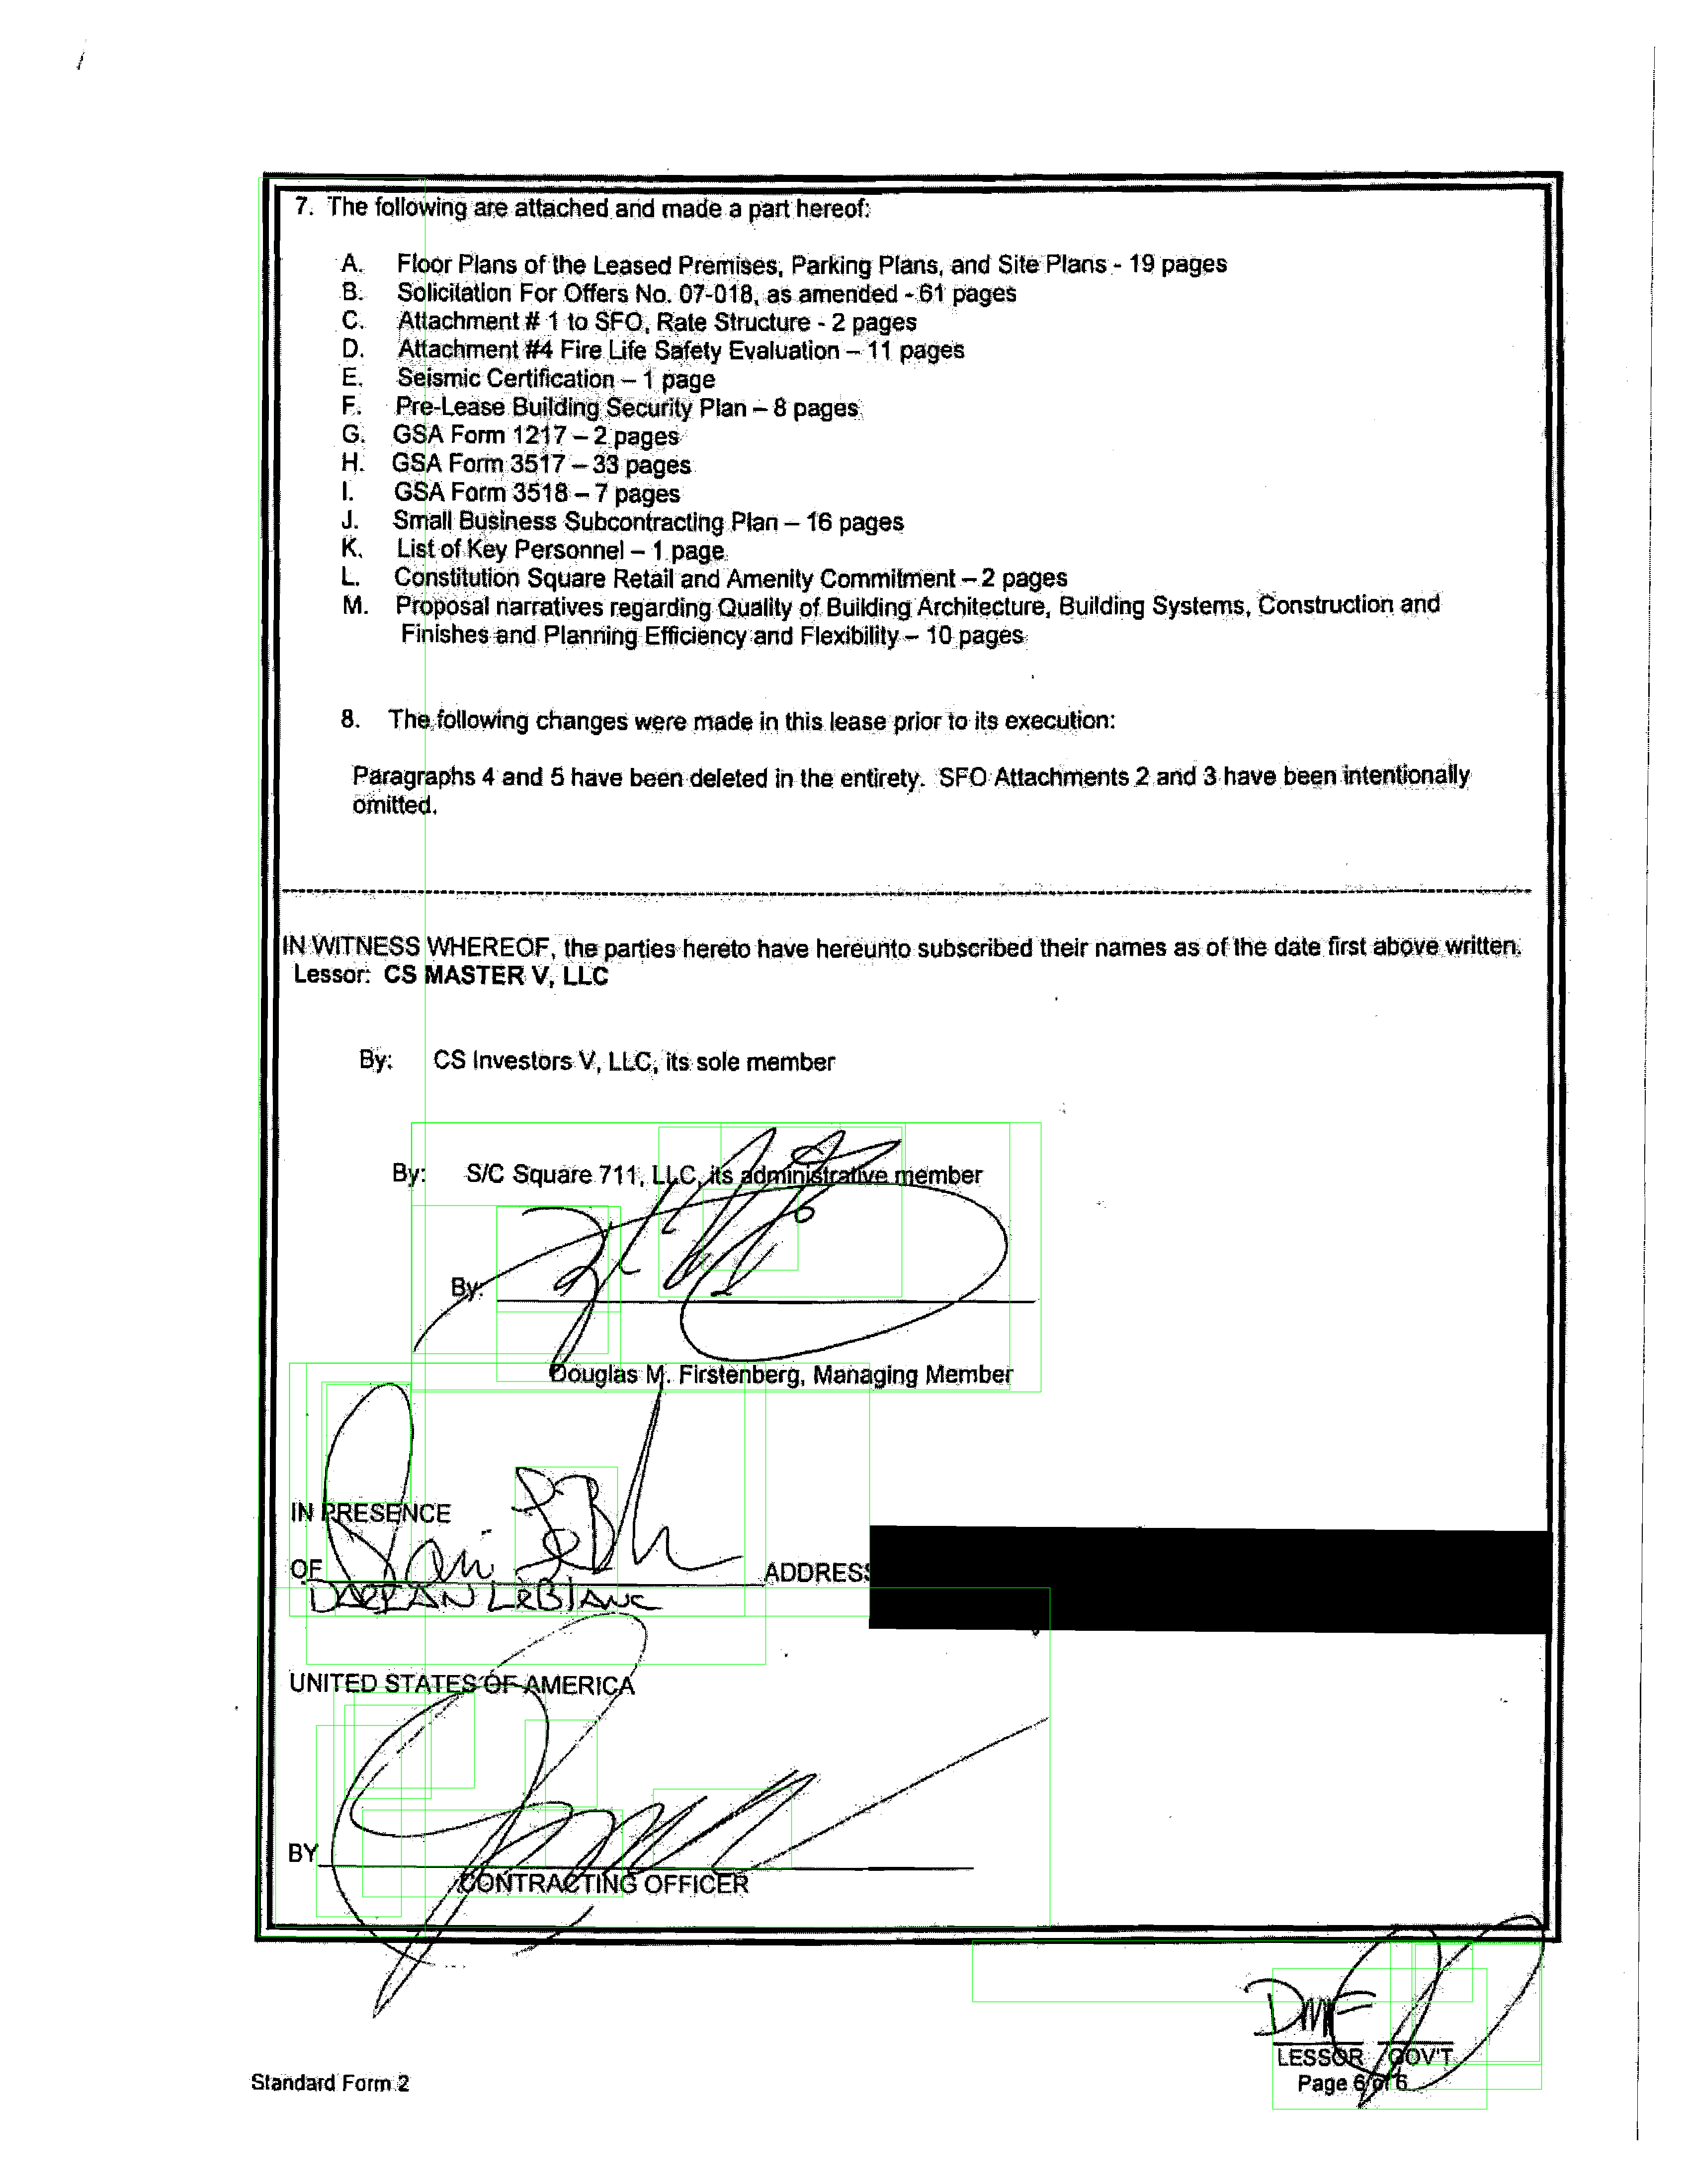 7. The following are attached and made a part hereof:
A. Floor Plans of the Leased Premises, Parking Plans, and Site Plans - 19 pages
B. Solicitation For Offers No. 07-018, as amended - 61 pages
C. Attachment # 1 to SFO, Rate Structure - 2 pages
D. Attachment #4 Fire Life Safety Evaluation – 11 pages
E. Seismic Certification – 1 page
F. Pre-Lease Building Security Plan – 8 pages
G. GSA Form 1217 – 2 pages
H. GSA Form 3517 – 33 pages
I. GSA Form 3518 – 7 pages
J. Small Business Subcontracting Plan – 16 pages
K. List of Key Personnel – 1 page
L. Constitution Square Retail and Amenity Commitment – 2 pages
M. Proposal narratives regarding Quality of Building Architecture, Building Systems, Construction and
Finishes and Planning Efficiency and Flexibility – 10 pages
8. The following changes were made in this lease prior to its execution:
Paragraphs 4 and 5 have been deleted in the entirety. SFO Attachments 2 and 3 have been intentionally
omitted.
IN WITNESS WHEREOF, the parties hereto have hereunto subscribed their names as of the date first above written.
Lessor: CS MASTER V, LLC
By: CS Investors V, LLC, its sole member
By: S/C Square 711, LLC, its administrative member
By:
Douglas M. Firstenberg, Managing Member
IN PRESENCE
OF ADDRESS
DARIAN LeBlANC
UNITED STATES OF AMERICA
BY
CONTRACTING OFFICER
DMF
LESSOR GOV'T
Page 6 of 6
Standard Form 2